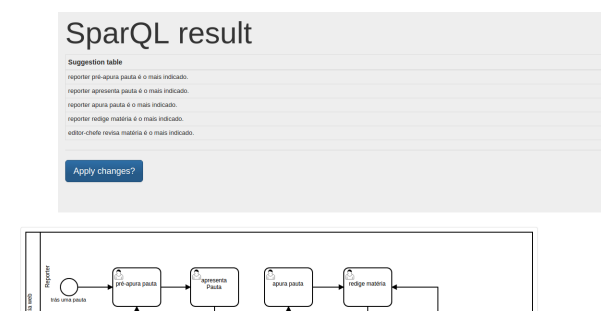 SparQL result
Suggestion table
reporter pré-apura pauta é o mais indicado.
reporter apresenta pauta é o mais indicado.
reporter apura pauta é o mais indicado.
reporter redige matéria é o mais indicado.
editor-chefe revisa matéria é o mais indicado.
Apply changes?
Reporter
web
trás uma pauta
pré-apura pauta
apresenta
Pauta
apura pauta
redige matéria